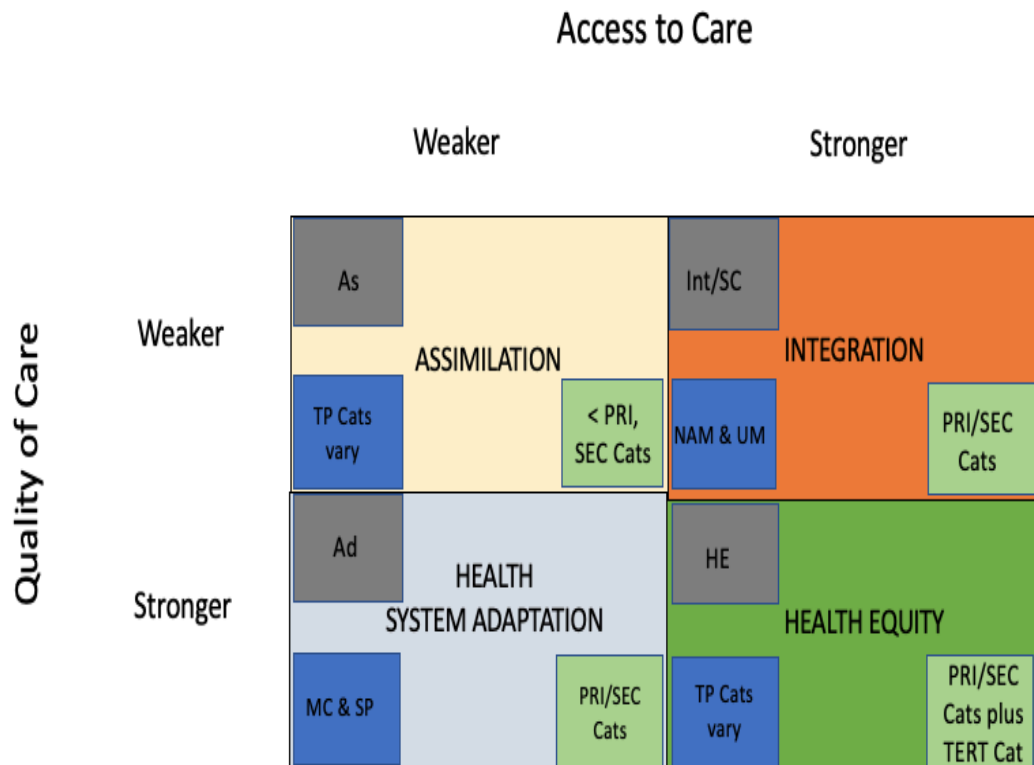 Access to Care
Weaker
Stronger
Quality of Care
Weaker
As
ASSIMILATION
TP Cats
vary
< PRI,
SEC Cats
Int/SC
INTEGRATION
NAM & UM
PRI/SEC
Cats
Stronger
Ad
HEALTH
SYSTEM ADAPTATION
MC & SP
PRI/SEC
Cats
HE
HEALTH EQUITY
TP Cats
vary
PRI/SEC
Cats plus
TERT Cat